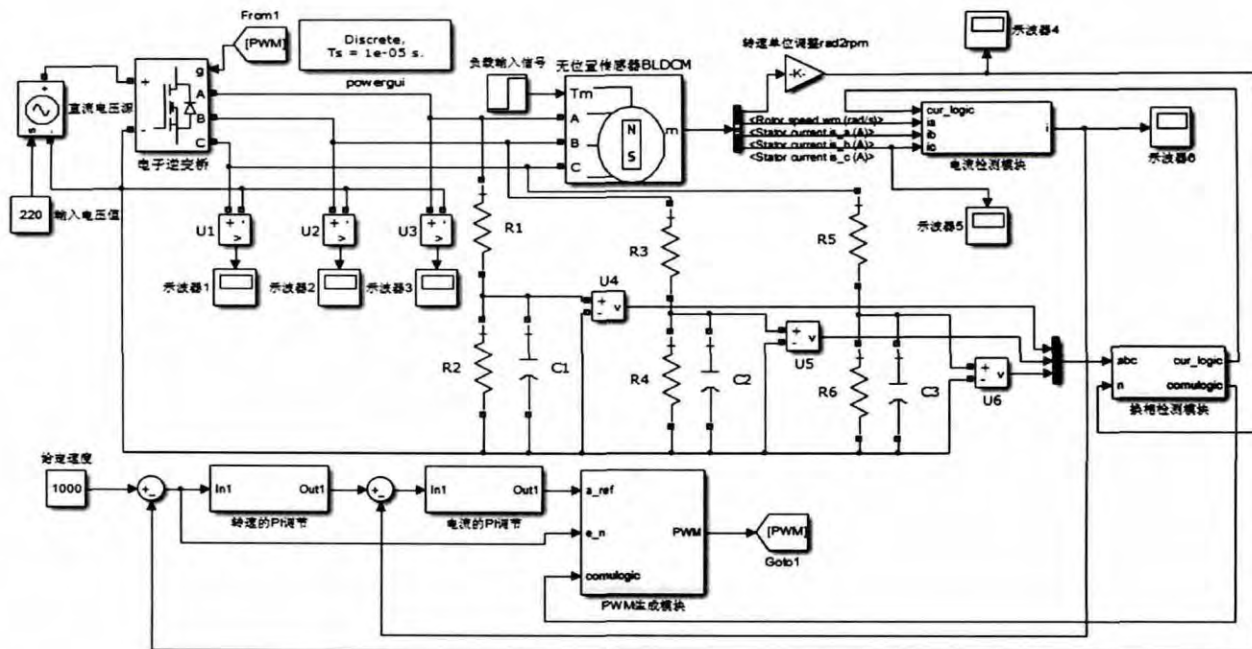 From1
[PWM]
Discrete,
Ts = 1e-05 s.
powergui
示波器4
转速单位调整rad2rpm
-K-
负载输入信号
无位置传感器BLDCM
Tm
A
B
C
N
S
m
g
A
B
C
+
-
直流电压源
电子逆变桥
220
输入电压值
<Rotor speed wm (rad/s)>
<Stator current is_a (A)>
<Stator current is_b (A)>
<Stator current is_c (A)>
cur_logic
ia
ib
ic
i
电流检测模块
示波器6
示波器5
U1
U2
U3
示波器1
示波器2
示波器3
R1
R3
R5
U4
+
-
v
U5
+
-
v
U6
+
-
v
R2
C1
R4
C2
R6
C3
abc
n
cur_logic
comulogic
换相检测模块
给定速度
1000
In1
Out1
转速的PI调节
In1
Out1
电流的PI调节
a_ref
e_n
comulogic
PWM
PWM生成模块
[PWM]
Goto1